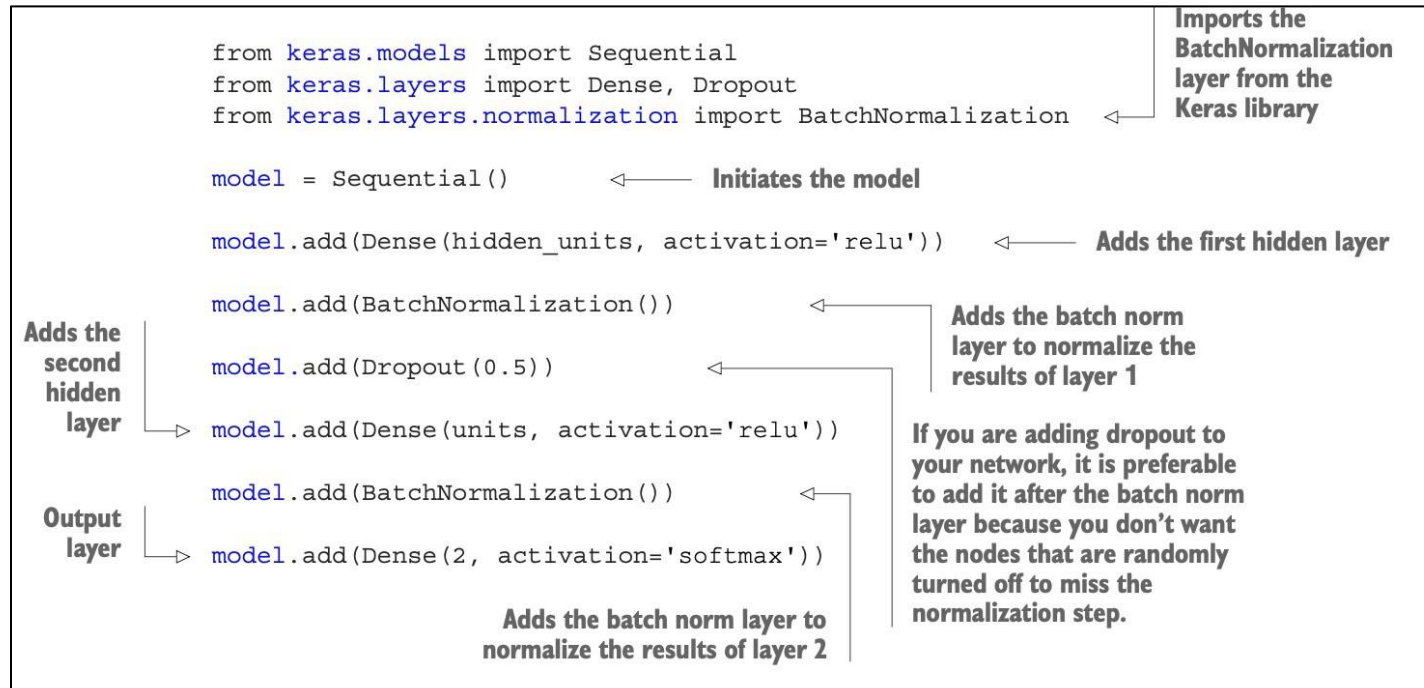 Imports the
BatchNormalization
layer from the
Keras library
from keras.models import Sequential
from keras.layers import Dense, Dropout
from keras.layers.normalization import BatchNormalization
model = Sequential()
Initiates the model
model.add(Dense(hidden_units, activation='relu'))
Adds the first hidden layer
model.add(BatchNormalization())
Adds the batch norm
layer to normalize the
results of layer 1
model.add(Dropout(0.5))
If you are adding dropout to
your network, it is preferable
to add it after the batch norm
layer because you don’t want
the nodes that are randomly
turned off to miss the
normalization step.
Adds the
second
hidden
layer
model.add(Dense(units, activation='relu'))
model.add(BatchNormalization())
Adds the batch norm layer to
normalize the results of layer 2
Output
layer
model.add(Dense(2, activation='softmax'))